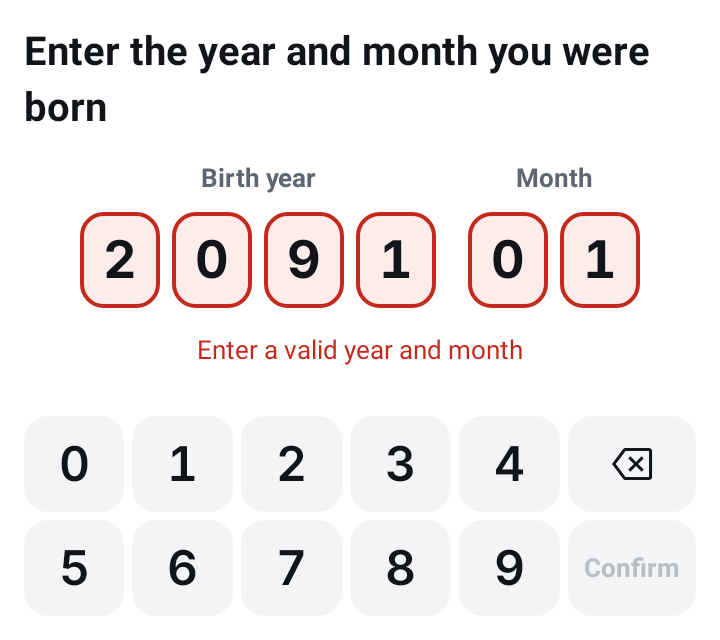 Enter the year and month you were
born
Birth year Month
2 0 9 1 0 1
Enter a valid year and month
0 1 2 3 4
5 6 7 8 9 Confirm